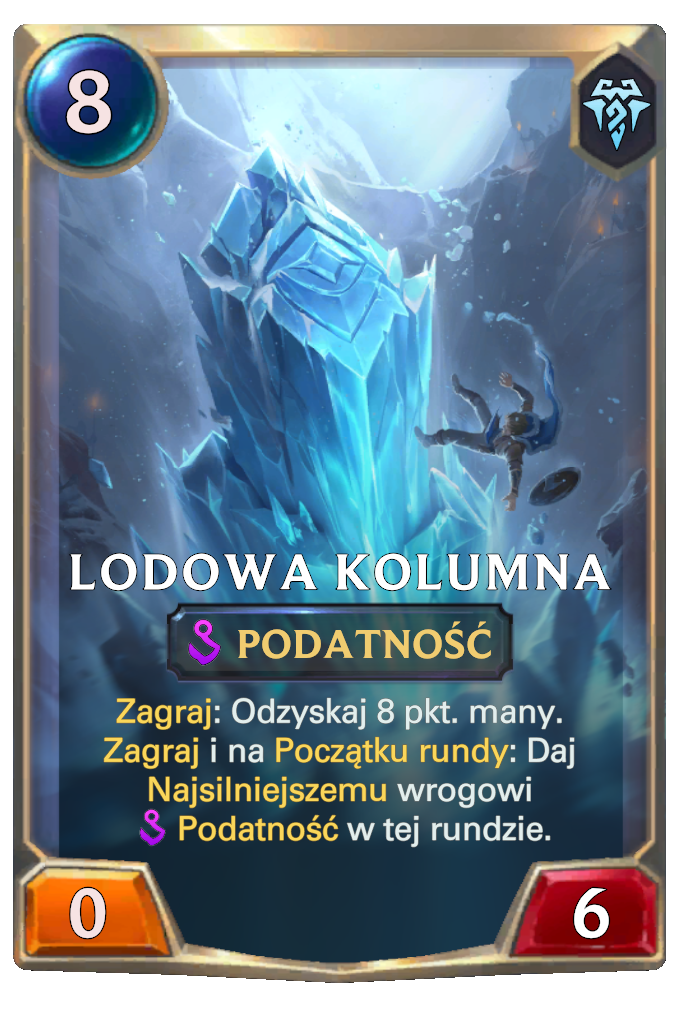 8
LODOWA KOLUMNA
PODATNOŚĆ
Zagraj: Odzyskaj 8 pkt. many.
Zagraj i na Początku rundy: Daj
Najsilniejszemu wrogowi
Podatność w tej rundzie.
0
6